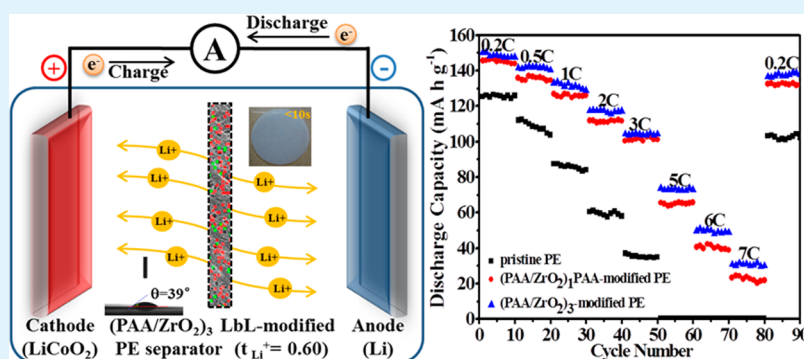 Discharge
e-
A
e-
Charge
+
-
<10s
Li+
Li+
Li+
Li+
Li+
Li+
Li+
Li+
θ=39°
Cathode (PAA/ZrO2)3 LbL-modified Anode
(LiCoO2) PE separator (t Li+ = 0.60) (Li)
Discharge Capacity (mA h g-1)
160
140
120
100
80
60
40
20
0
0.2C
0.5C
1C
2C
3C
5C
6C
7C
0.2C
pristine PE
(PAA/ZrO2)1PAA-modified PE
(PAA/ZrO2)3-modified PE
0 10 20 30 40 50 60 70 80 90
Cycle Number